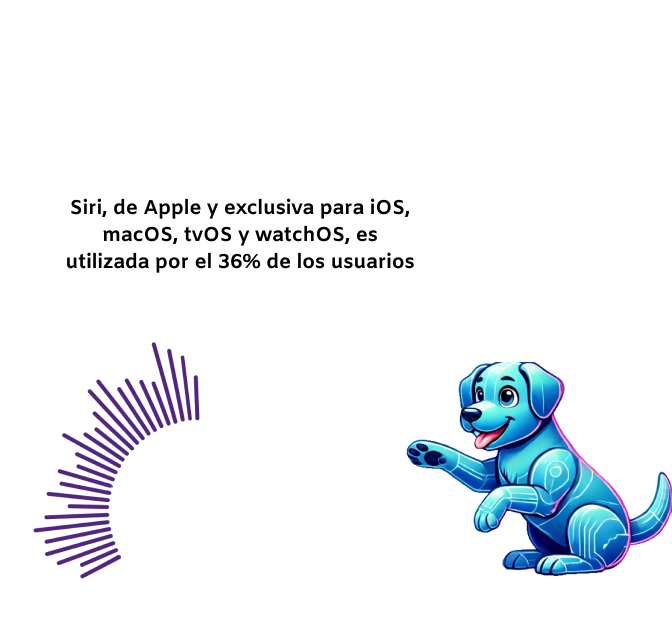 Siri, de Apple y exclusiva para iOS,
macOS, tvOS y watchOS, es
utilizada por el 36% de los usuarios